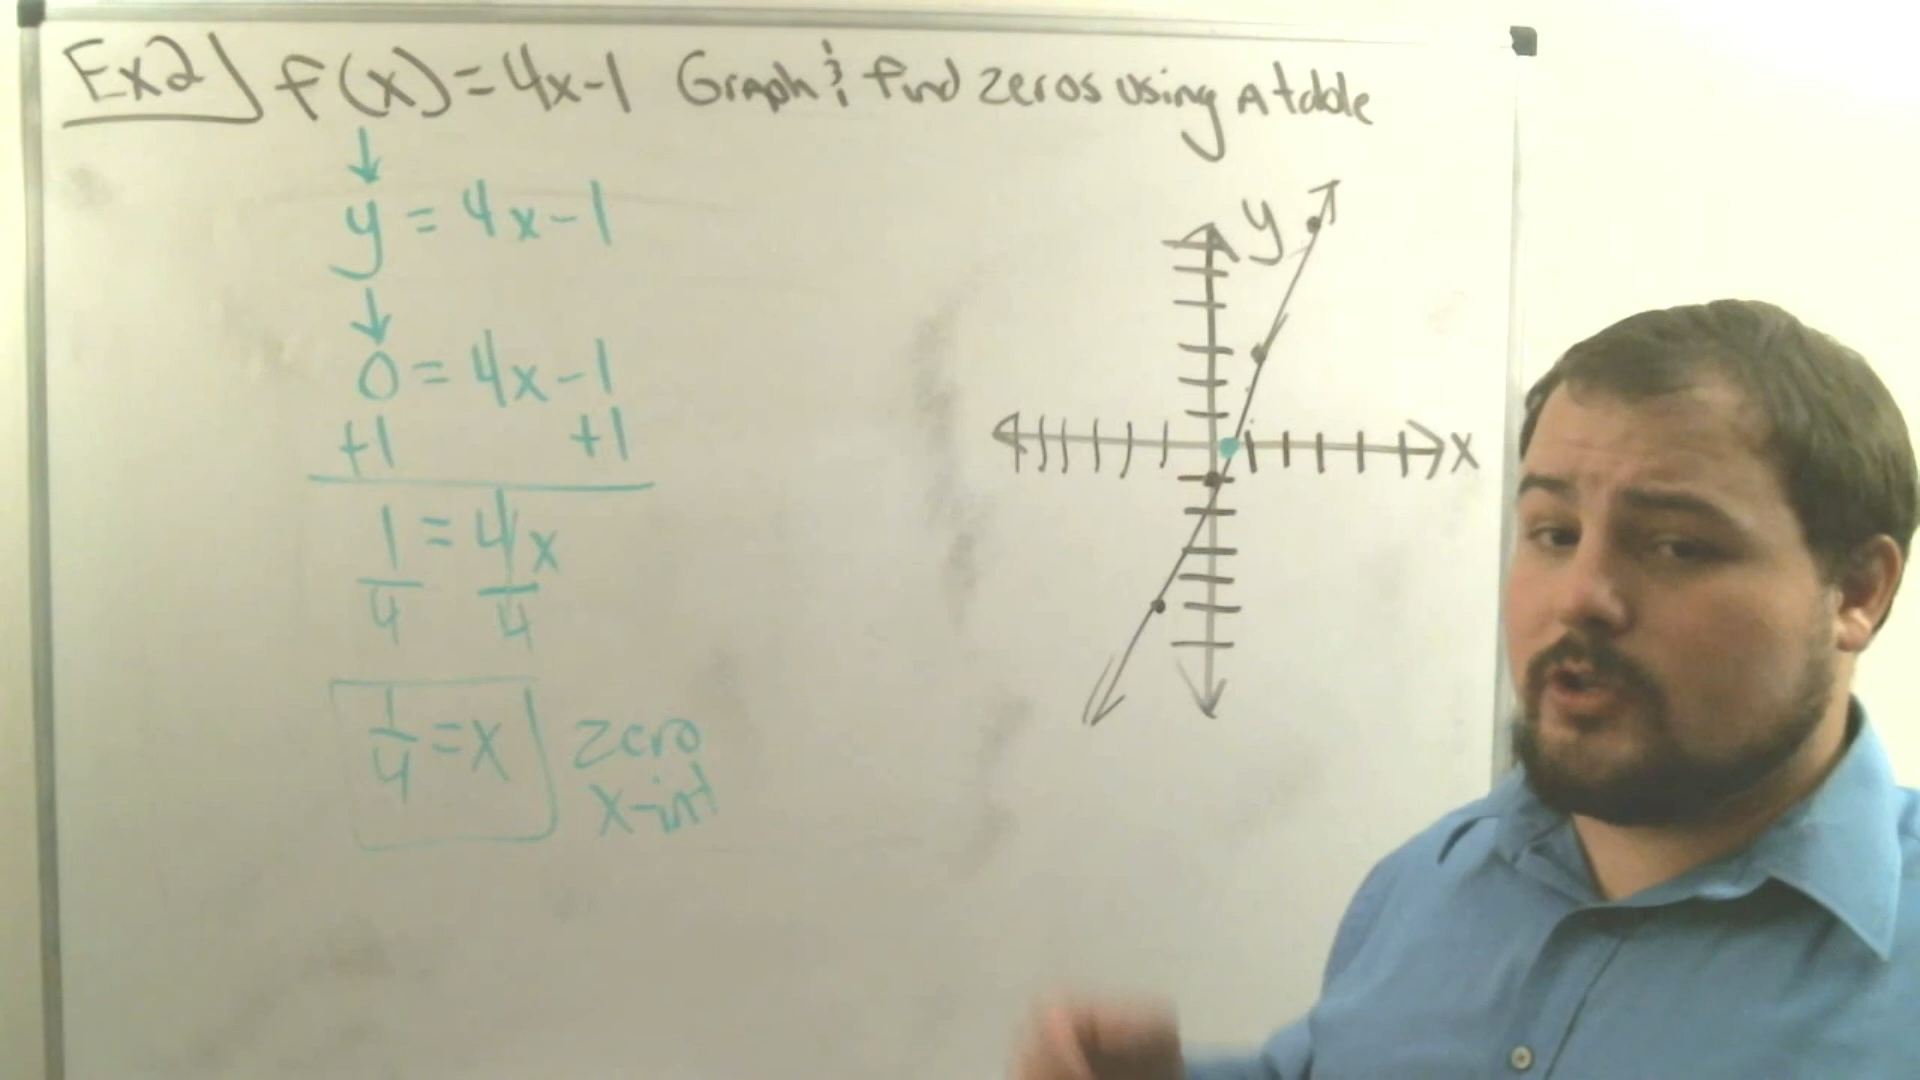 Ex2) f(x)=4x-1 Graph & find zeros using A table
y = 4x-1
0 = 4x-1
+1 +1
1 = 4x
4 4
1/4 = x zero
x-int
y
x